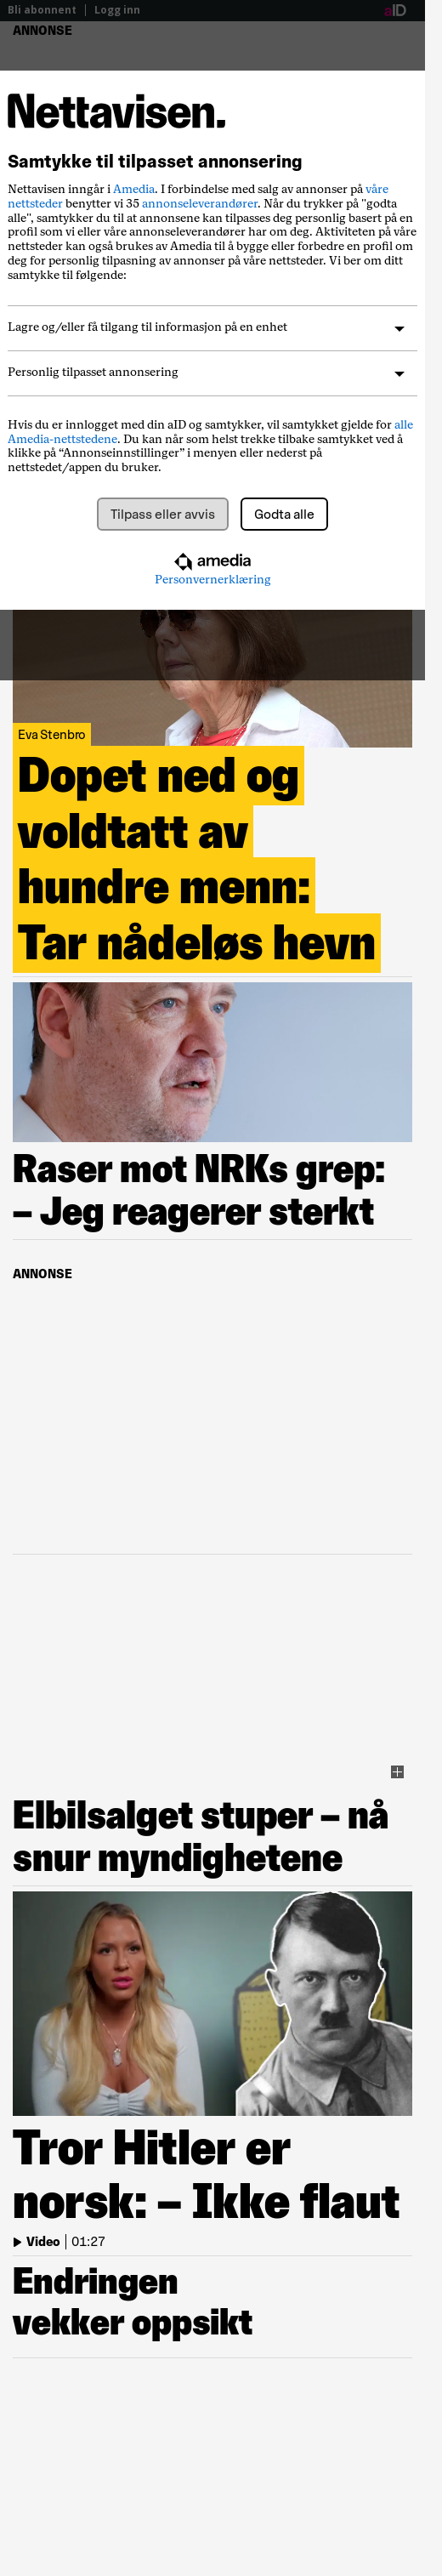 Bli abonnent | Logg inn aID
ANNONSE
Nettavisen.
Samtykke til tilpasset annonsering
Nettavisen inngår i Amedia. I forbindelse med salg av annonser på våre
nettsteder benytter vi 35 annonseleverandører. Når du trykker på "godta
alle", samtykker du til at annonsene kan tilpasses deg personlig basert på en
profil som vi eller våre annonseleverandører har om deg. Aktiviteten på våre
nettsteder kan også brukes av Amedia til å bygge eller forbedre en profil om
deg for personlig tilpasning av annonser på våre nettsteder. Vi ber om ditt
samtykke til følgende:
Lagre og/eller få tilgang til informasjon på en enhet
Personlig tilpasset annonsering
Hvis du er innlogget med din aID og samtykker, vil samtykket gjelde for alle
Amedia-nettstedene. Du kan når som helst trekke tilbake samtykket ved å
klikke på “Annonseinnstillinger” i menyen eller nederst på
nettstedet/appen du bruker.
Tilpass eller avvis Godta alle
amedia
Personvernerklæring
Eva Stenbro
Dopet ned og
voldtatt av
hundre menn:
Tar nådeløs hevn
Raser mot NRKs grep:
– Jeg reagerer sterkt
ANNONSE
Elbilsalget stuper – nå
snur myndighetene
Tror Hitler er
norsk: – Ikke flaut
Video | 01:27
Endringen
vekker oppsikt